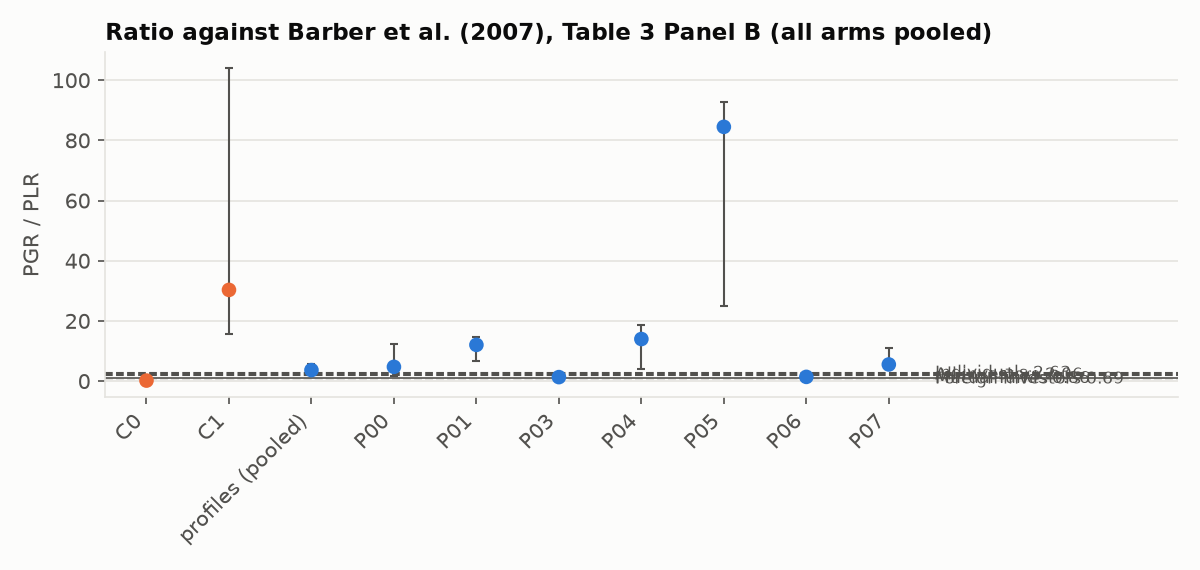 Ratio against Barber et al. (2007), Table 3 Panel B (all arms pooled)
PGR / PLR
100
80
60
40
20
0
C0
C1
profiles (pooled)
P00
P01
P03
P04
P05
P06
P07